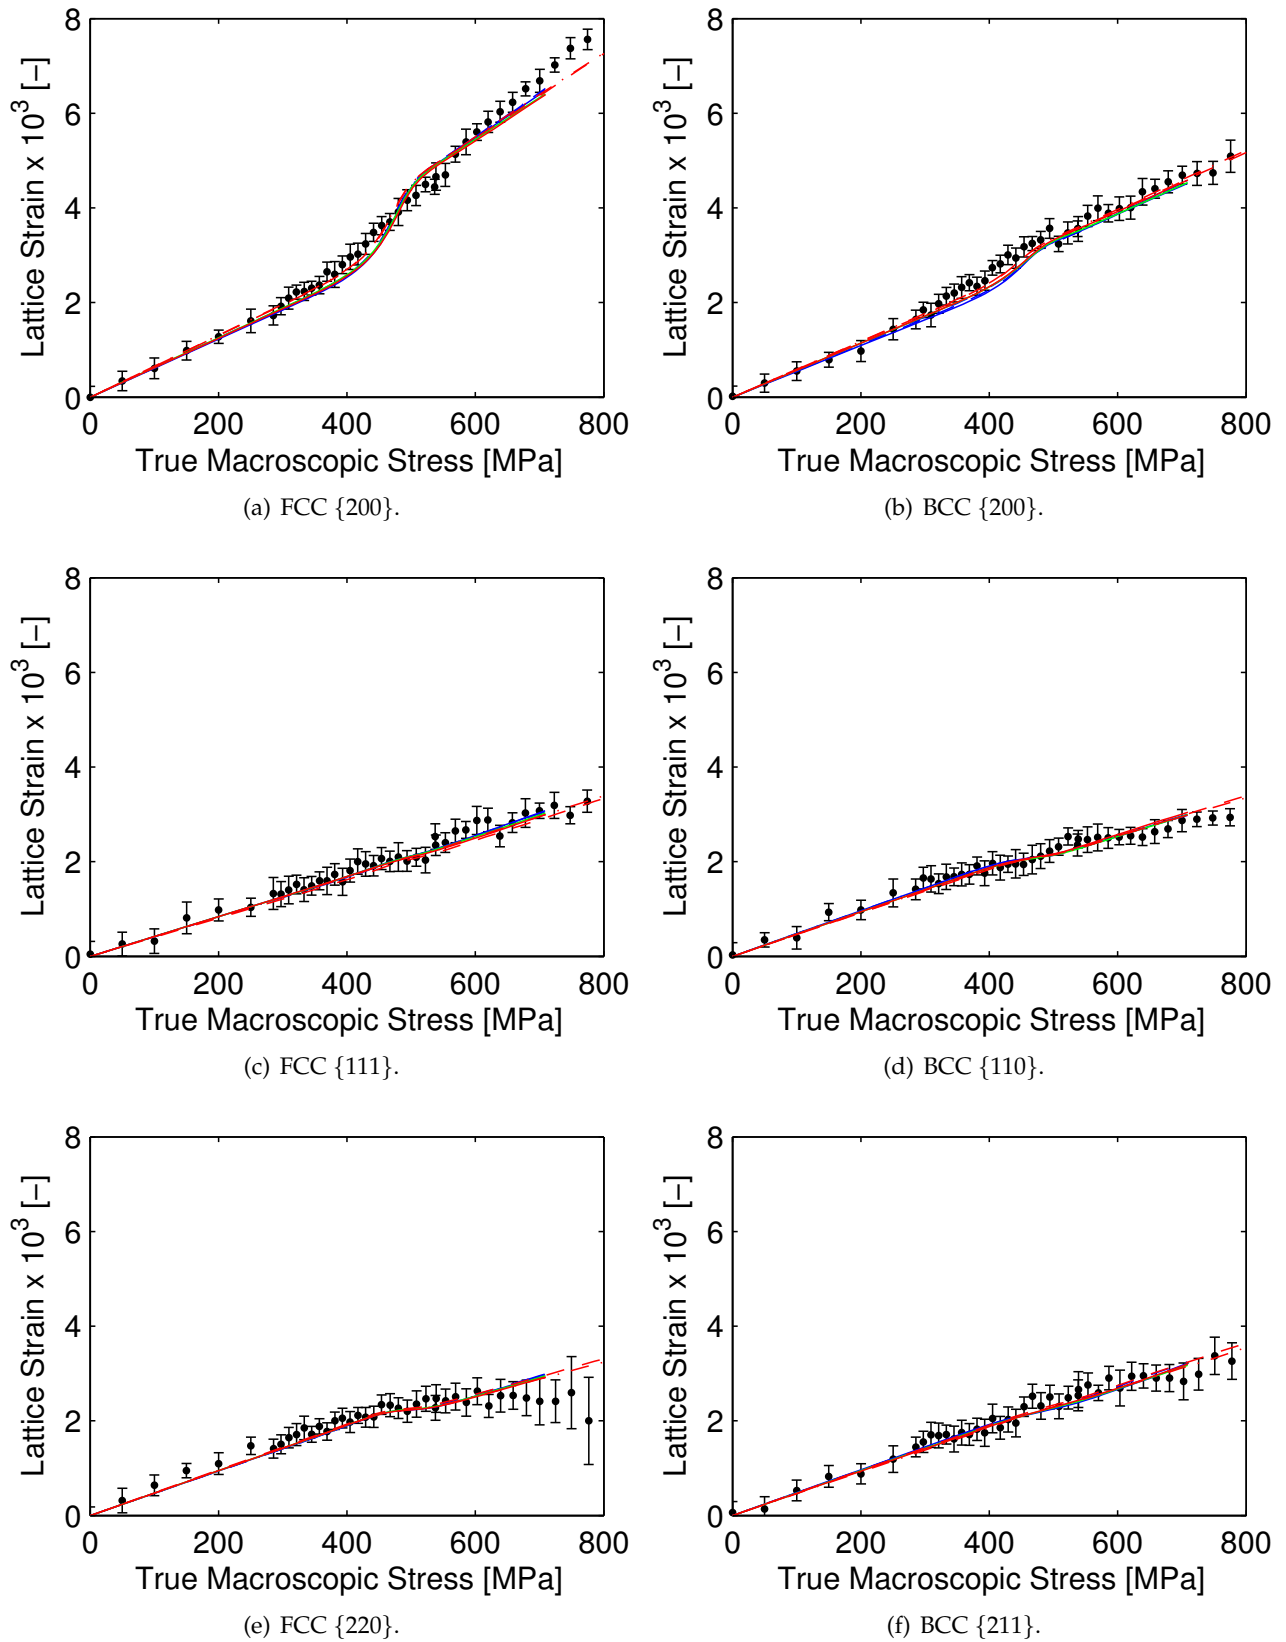 8
6
4
2
0
Lattice Strain x 10³ [−]
0 200 400 600 800
True Macroscopic Stress [MPa]
(a) FCC {200}.
8
6
4
2
0
Lattice Strain x 10³ [−]
0 200 400 600 800
True Macroscopic Stress [MPa]
(b) BCC {200}.
8
6
4
2
0
Lattice Strain x 10³ [−]
0 200 400 600 800
True Macroscopic Stress [MPa]
(c) FCC {111}.
8
6
4
2
0
Lattice Strain x 10³ [−]
0 200 400 600 800
True Macroscopic Stress [MPa]
(d) BCC {110}.
8
6
4
2
0
Lattice Strain x 10³ [−]
0 200 400 600 800
True Macroscopic Stress [MPa]
(e) FCC {220}.
8
6
4
2
0
Lattice Strain x 10³ [−]
0 200 400 600 800
True Macroscopic Stress [MPa]
(f) BCC {211}.